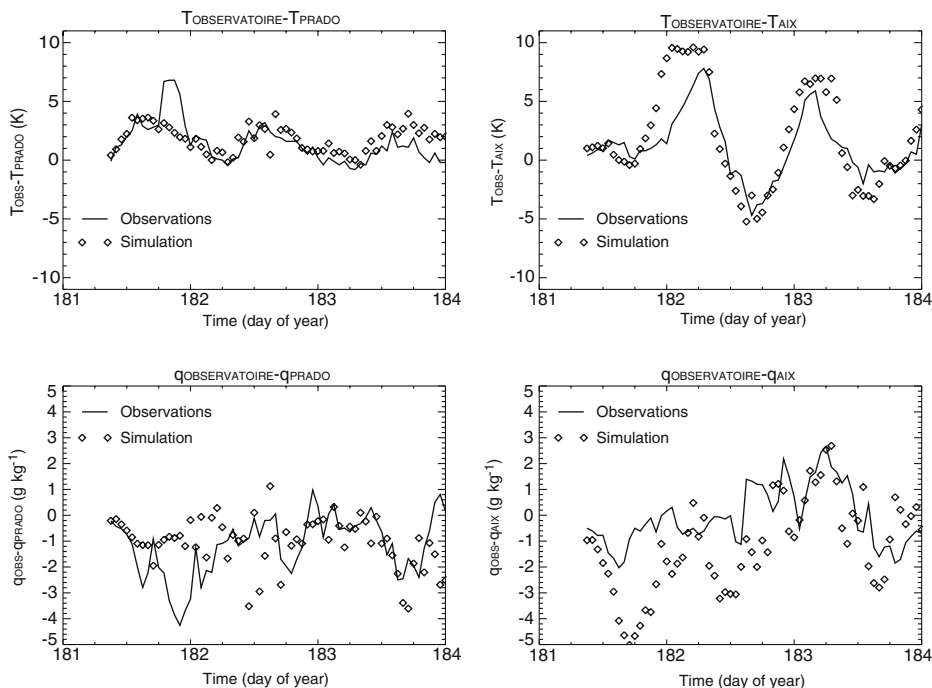 TOBSERVATOIRE-TPRADO
TOBS-TPRADO (K)
10
5
0
-5
-10
Observations
Simulation
181 182 183 184
Time (day of year)
TOBSERVATOIRE-TAIX
TOBS-TAIX (K)
10
5
0
-5
-10
Observations
Simulation
181 182 183 184
Time (day of year)
qOBSERVATOIRE-qPRADO
qOBS-qPRADO (g kg-1)
5
4
3
2
1
0
-1
-2
-3
-4
-5
Observations
Simulation
181 182 183 184
Time (day of year)
qOBSERVATOIRE-qAIX
qOBS-qAIX (g kg-1)
5
4
3
2
1
0
-1
-2
-3
-4
-5
Observations
Simulation
181 182 183 184
Time (day of year)